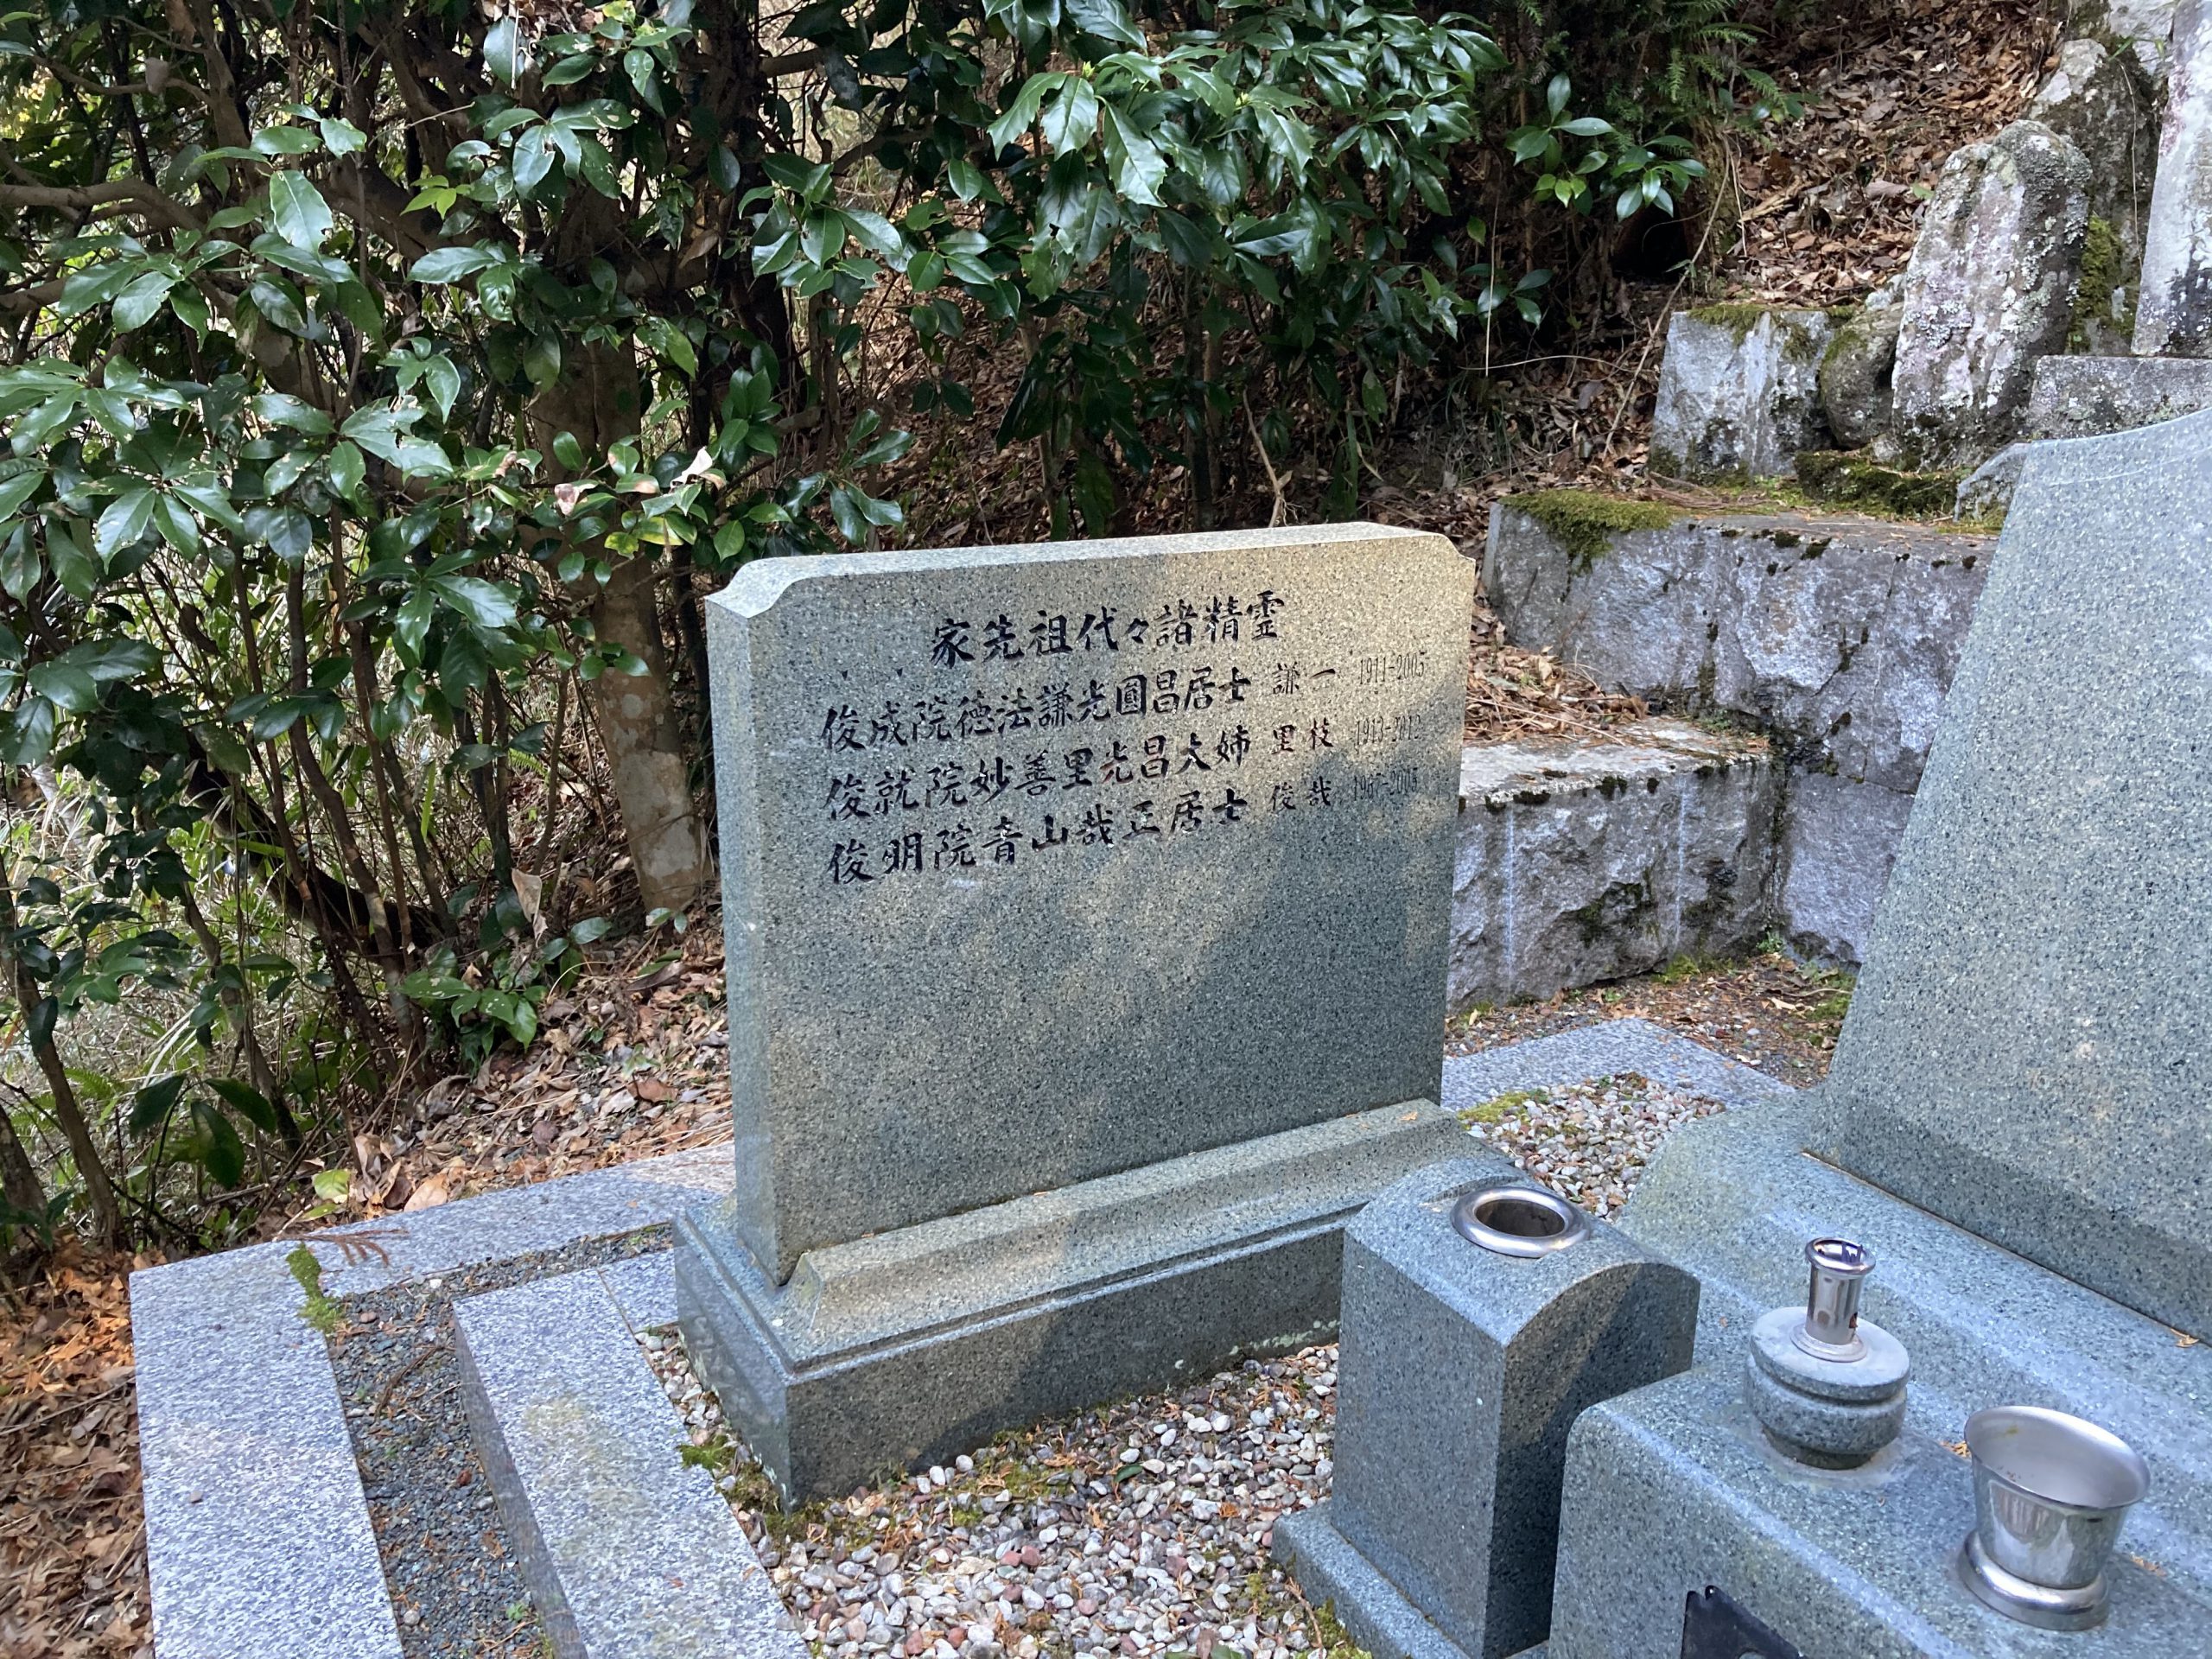 家先祖代々諸精霊
俊成院徳法謙光圓昌居士 謙一 1911-2005
俊就院妙善里光昌大姉 里枝 1913-2012
俊明院青山哉正居士 俊哉